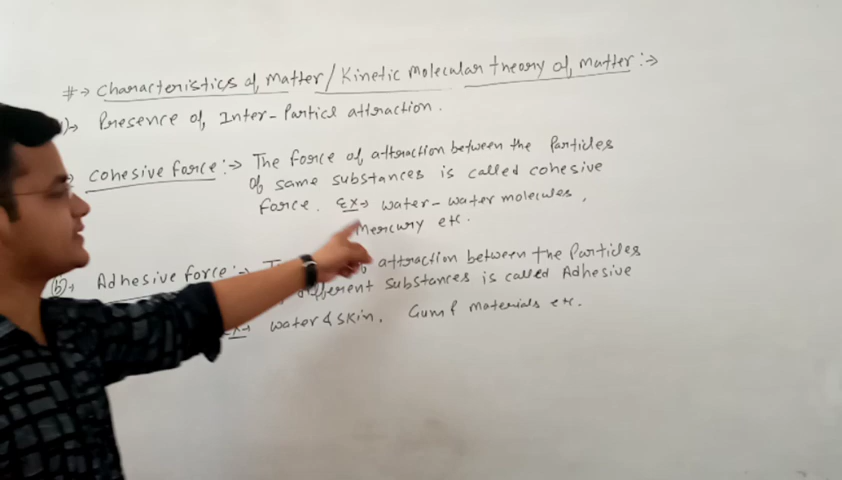 #→ Characteristics of Matter / Kinetic Molecular theory of matter :→
Presence of Inter-Particl attraction.
Cohesive force :→ The force of attraction between the Particles
of same substances is called cohesive
force. Ex→ water-water molecules,
Mercury etc.
(b)→ Adhesive force :→ attraction between the Particles
different substances is called Adhesive
Ex→ water & skin. Gum & materials etc.